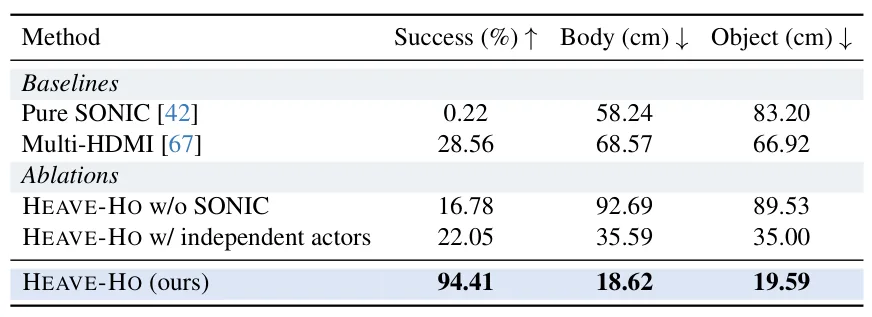 Method Success (%) ↑ Body (cm) ↓ Object (cm) ↓
Baselines
Pure SONIC [42] 0.22 58.24 83.20
Multi-HDMI [67] 28.56 68.57 66.92
Ablations
HEAVE-HO w/o SONIC 16.78 92.69 89.53
HEAVE-HO w/ independent actors 22.05 35.59 35.00
HEAVE-HO (ours) 94.41 18.62 19.59